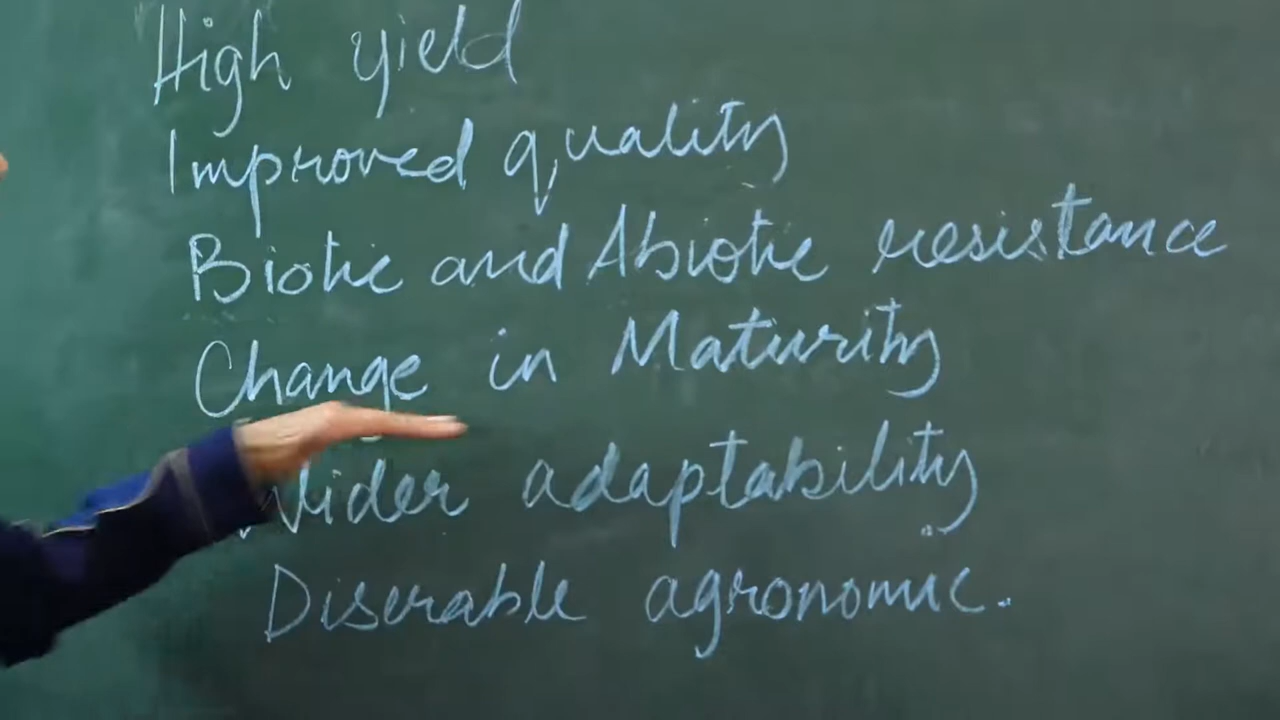 High yield
Improved quality
Biotic and Abiotic resistance
Change in Maturity
Wider adaptability
Diserable agronomic.